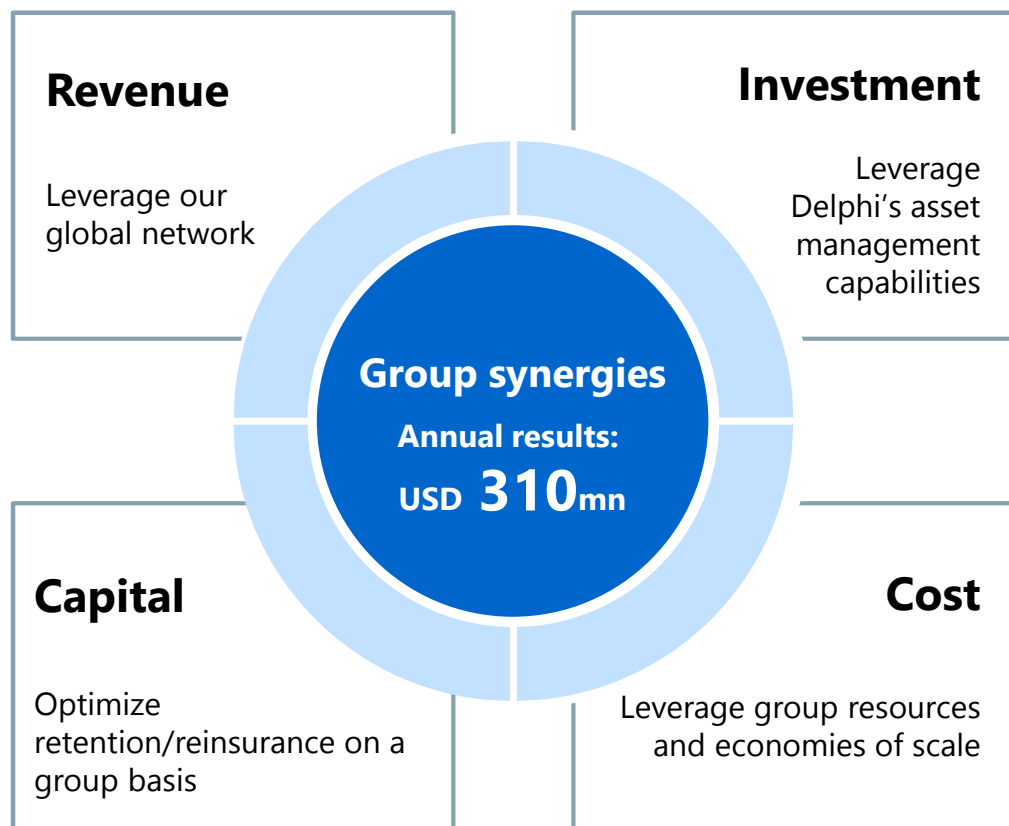 Revenue
Leverage our
global network
Investment
Leverage
Delphi’s asset
management
capabilities
Group synergies
Annual results:
USD 310mn
Capital
Optimize
retention/reinsurance on a
group basis
Cost
Leverage group resources
and economies of scale